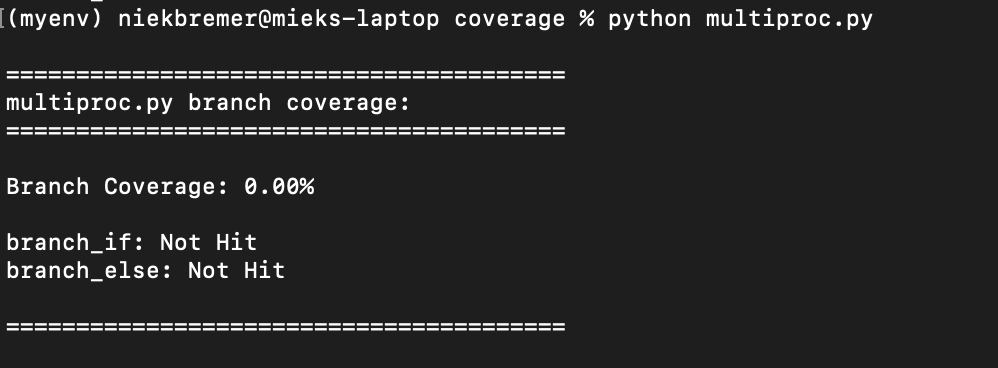 (myenv) niekbremer@mieks-laptop coverage % python multiproc.py
========================================
multiproc.py branch coverage:
========================================
Branch Coverage: 0.00%
branch_if: Not Hit
branch_else: Not Hit
========================================